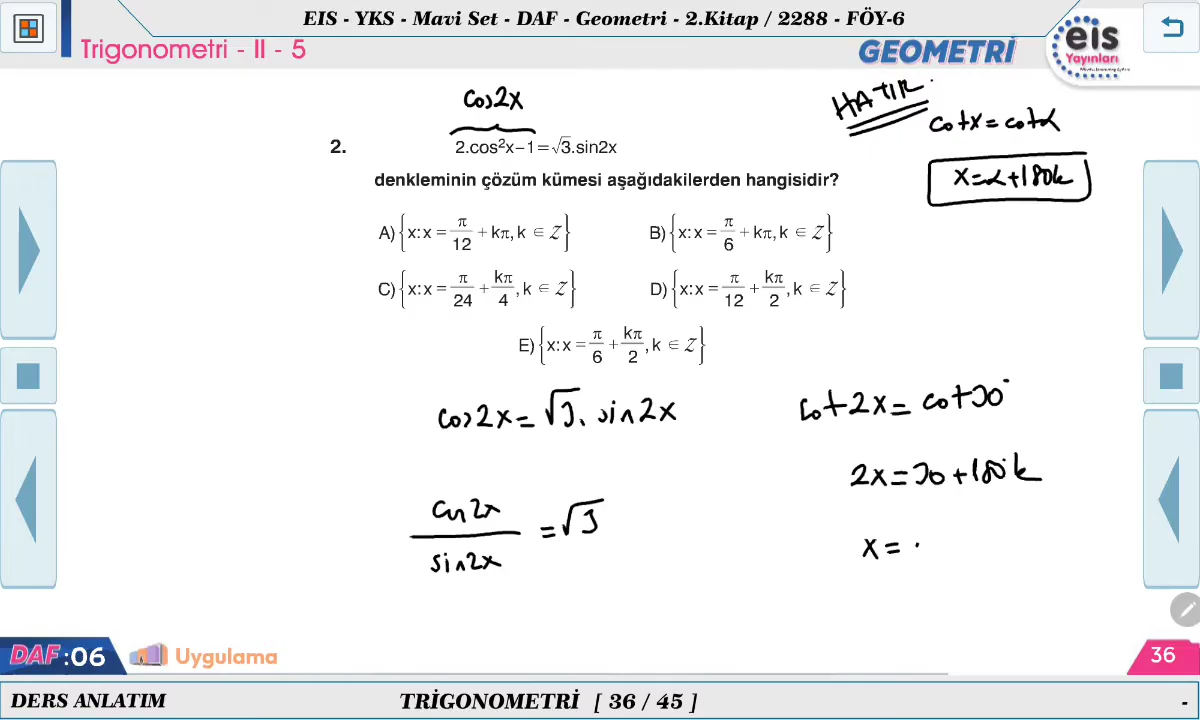 EIS - YKS - Mavi Set - DAF - Geometri - 2.Kitap / 2288 - FÖY-6
Trigonometri - II - 5
GEOMETRİ
eis
Yayınları
cos2x
HATIR
cotx = cotα
x = α + 180k
2. 2.cos²x−1=√3.sin2x
denkleminin çözüm kümesi aşağıdakilerden hangisidir?
A) {x: x = π/12 + kπ, k ∈ Z}
B) {x: x = π/6 + kπ, k ∈ Z}
C) {x: x = π/24 + kπ/4, k ∈ Z}
D) {x: x = π/12 + kπ/2, k ∈ Z}
E) {x: x = π/6 + kπ/2, k ∈ Z}
cos2x = √3 . sin2x
cot2x = cot30°
2x = 30 + 180k
cos2x / sin2x = √3
x = .
DAF :06
Uygulama
36
DERS ANLATIM
TRİGONOMETRİ [ 36 / 45 ]
-